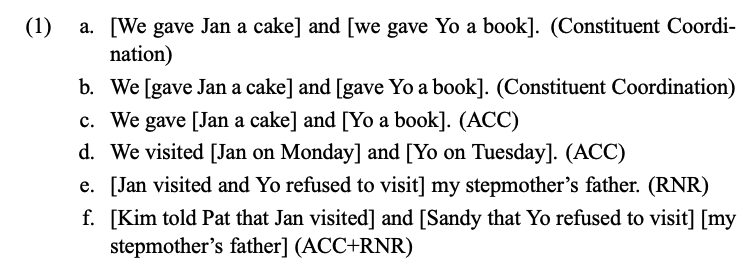 (1) a. [We gave Jan a cake] and [we gave Yo a book]. (Constituent Coordi-
nation)
b. We [gave Jan a cake] and [gave Yo a book]. (Constituent Coordination)
c. We gave [Jan a cake] and [Yo a book]. (ACC)
d. We visited [Jan on Monday] and [Yo on Tuesday]. (ACC)
e. [Jan visited and Yo refused to visit] my stepmother’s father. (RNR)
f. [Kim told Pat that Jan visited] and [Sandy that Yo refused to visit] [my
stepmother’s father] (ACC+RNR)